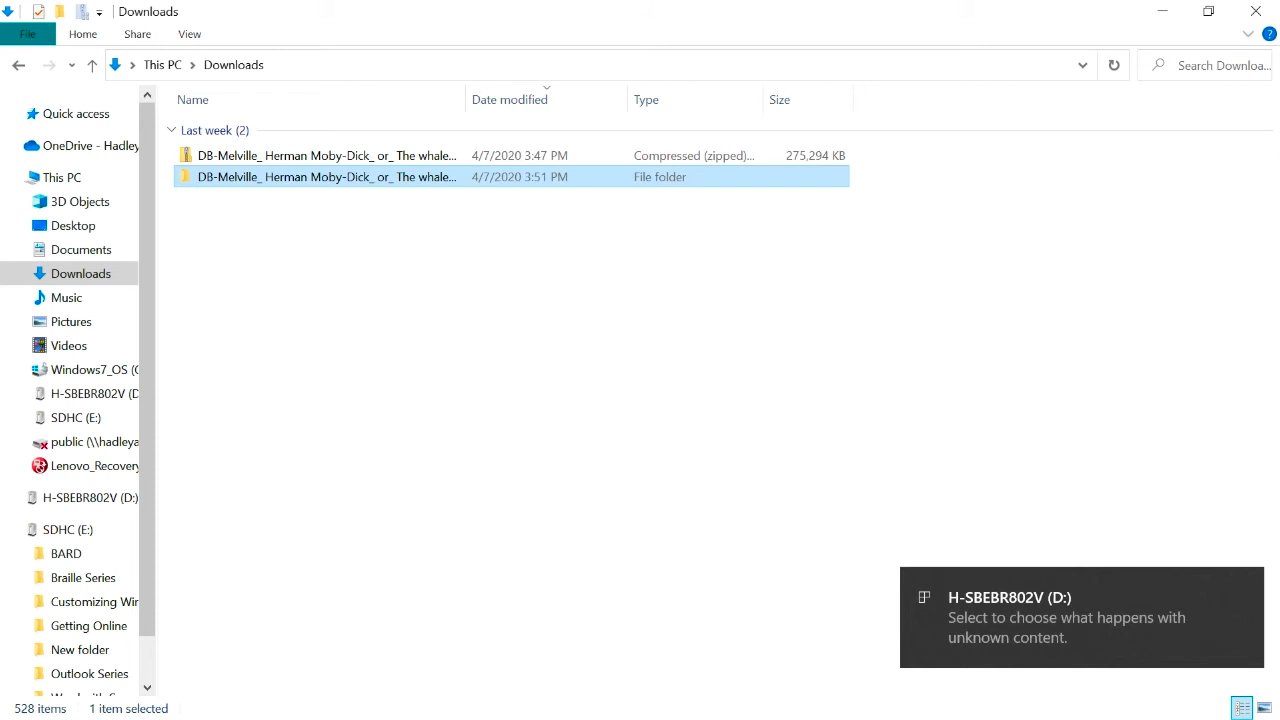 Downloads
File
Home
Share
View
This PC
Downloads
Search Downloa...
Name
Date modified
Type
Size
Last week (2)
DB-Melville_ Herman Moby-Dick_ or_ The whale...
4/7/2020 3:47 PM
Compressed (zipped)...
275,294 KB
DB-Melville_ Herman Moby-Dick_ or_ The whale...
4/7/2020 3:51 PM
File folder
Quick access
OneDrive - Hadley
This PC
3D Objects
Desktop
Documents
Downloads
Music
Pictures
Videos
Windows7_OS (C
H-SBEBR802V (D
SDHC (E:)
public (\\hadleya
Lenovo_Recovery
H-SBEBR802V (D:)
SDHC (E:)
BARD
Braille Series
Customizing Win
Getting Online
New folder
Outlook Series
H-SBEBR802V (D:)
Select to choose what happens with
unknown content.
528 items
1 item selected